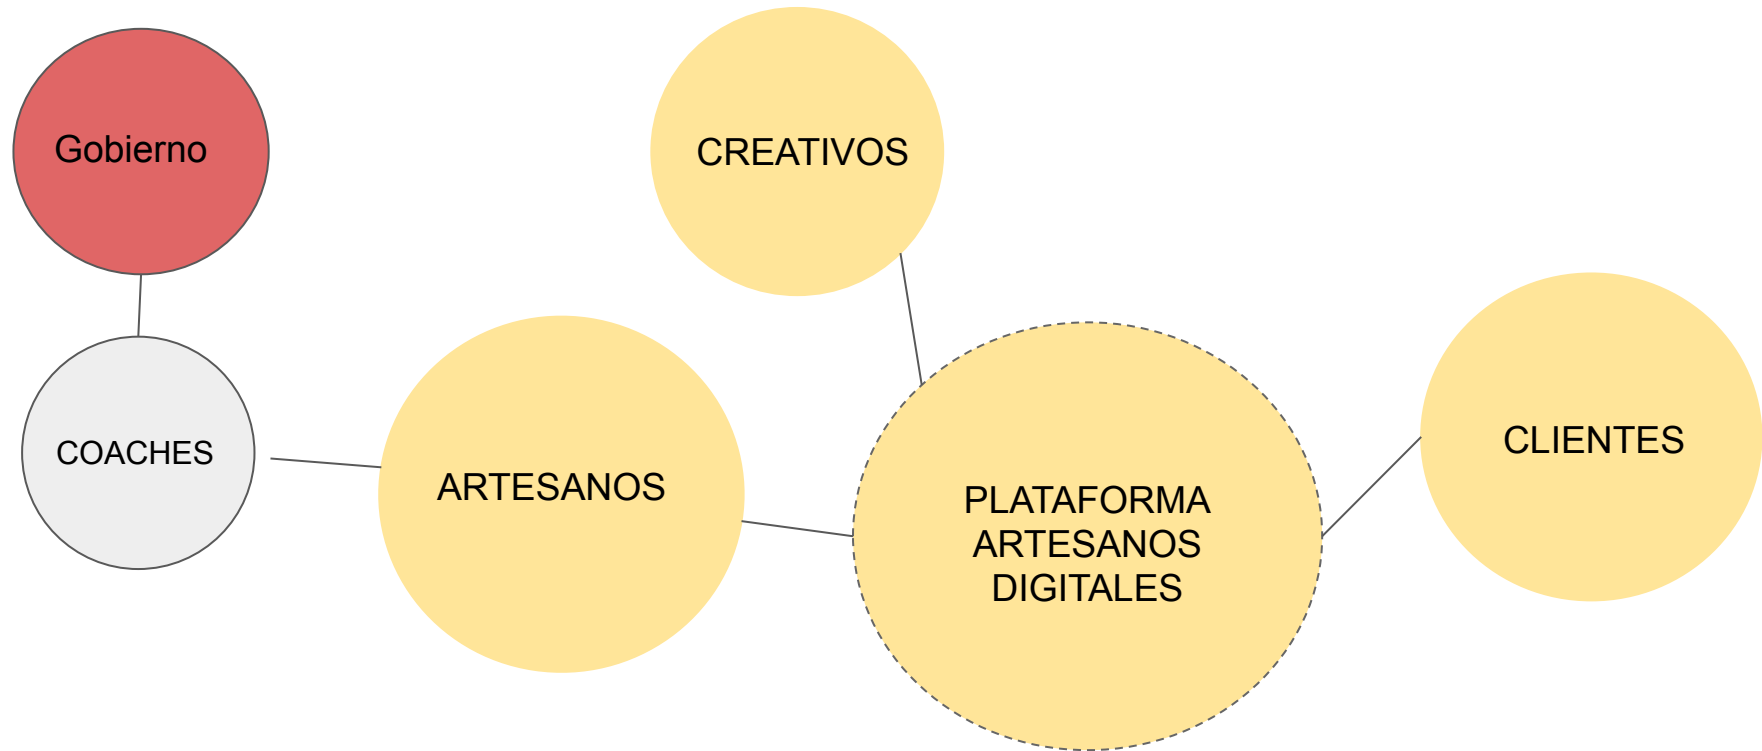 Gobierno
CREATIVOS
COACHES
ARTESANOS
PLATAFORMA
ARTESANOS
DIGITALES
CLIENTES